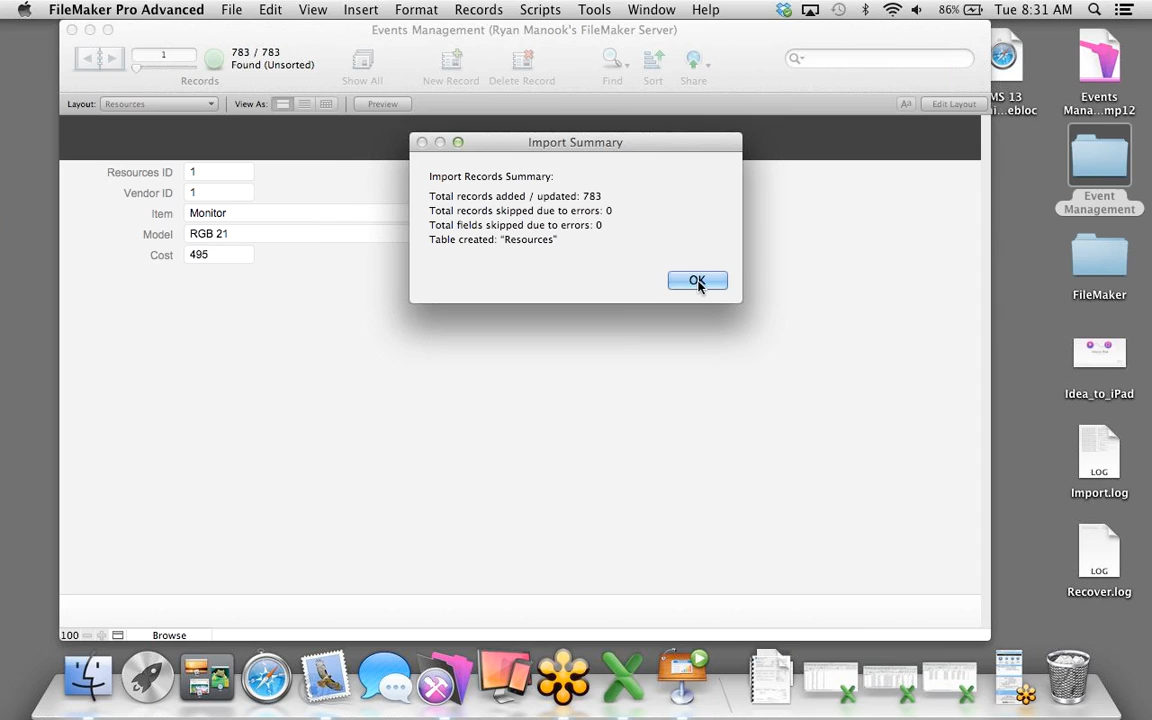 FileMaker Pro Advanced File Edit View Insert Format Records Scripts Tools Window Help 86% Tue 8:31 AM
Events Management (Ryan Manook's FileMaker Server)
1
783 / 783
Found (Unsorted)
Records
Show All
New Record
Delete Record
Find
Sort
Share
Layout: Resources View As: Preview Aa Edit Layout
Resources ID 1
Vendor ID 1
Item Monitor
Model RGB 21
Cost 495
Import Summary
Import Records Summary:
Total records added / updated: 783
Total records skipped due to errors: 0
Total fields skipped due to errors: 0
Table created: "Resources"
OK
100 Browse
MS 13
...ebloc
Events
Mana...mp12
Event
Management
FileMaker
Idea_to_iPad
LOG
Import.log
LOG
Recover.log